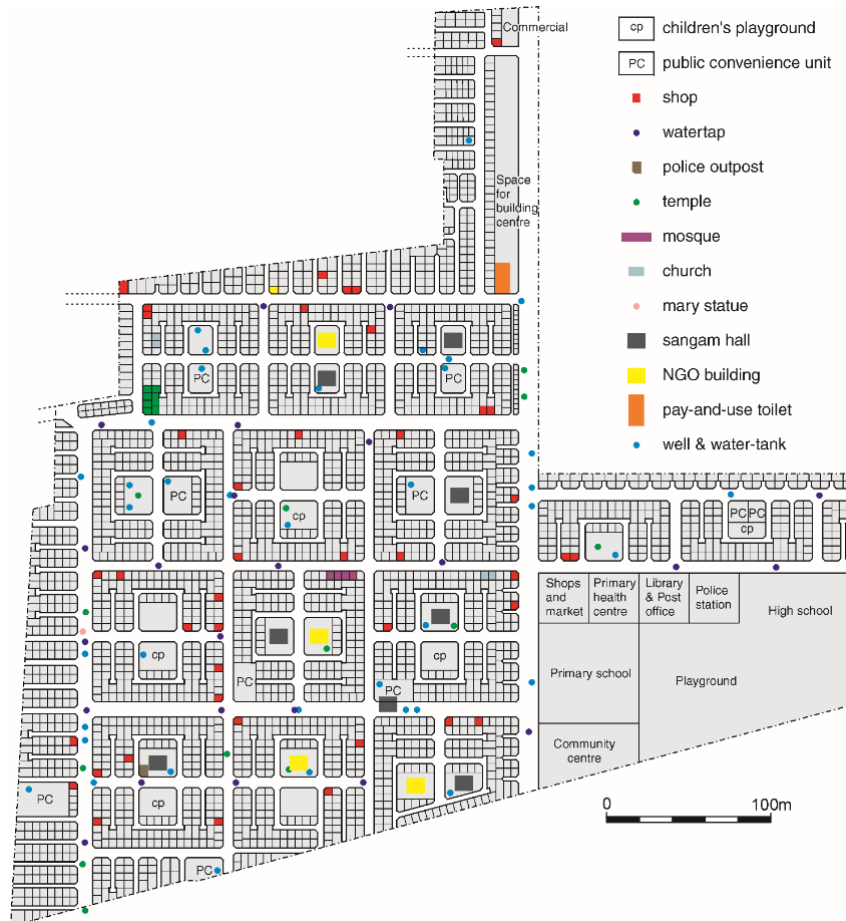 Commercial
cp children's playground
PC public convenience unit
shop
watertap
police outpost
temple
mosque
church
mary statue
sangam hall
NGO building
pay-and-use toilet
well & water-tank
Space
for
building
centre
PC
PC
PC
cp
PC
PC PC
cp
Shops
and
market
Primary
health
centre
Library
& Post
office
Police
station
High school
cp
cp
PC
PC
Primary school
Playground
Community
centre
PC
cp
PC
0
100m